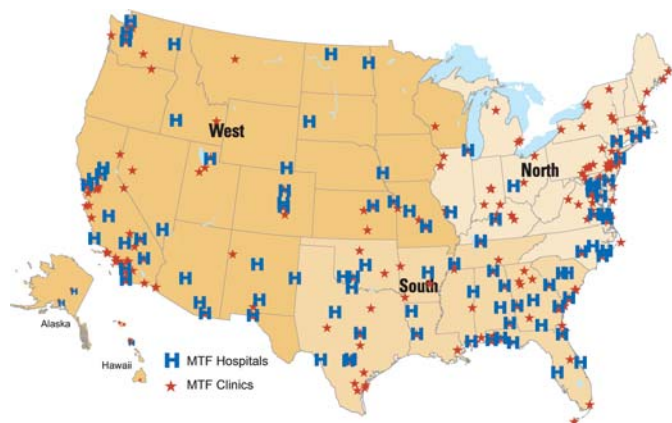 West
North
South
Alaska
Hawaii
H MTF Hospitals
MTF Clinics